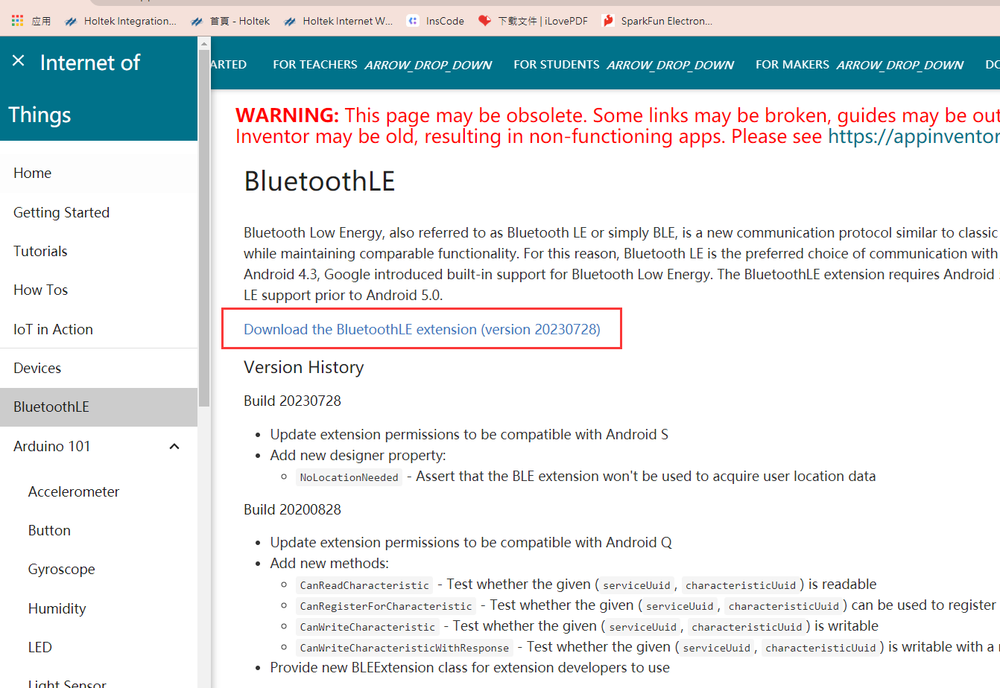 应用 Holtek Integration... 首頁 - Holtek Holtek Internet W... InsCode 下载文件 | iLovePDF SparkFun Electron...
Internet of
Things
ARTED FOR TEACHERS ARROW_DROP_DOWN FOR STUDENTS ARROW_DROP_DOWN FOR MAKERS ARROW_DROP_DOWN DO
Home
Getting Started
Tutorials
How Tos
IoT in Action
Devices
BluetoothLE
Arduino 101
Accelerometer
Button
Gyroscope
Humidity
LED
Light Sensor
WARNING: This page may be obsolete. Some links may be broken, guides may be out
Inventor may be old, resulting in non-functioning apps. Please see https://appinventor
BluetoothLE
Bluetooth Low Energy, also referred to as Bluetooth LE or simply BLE, is a new communication protocol similar to classic
while maintaining comparable functionality. For this reason, Bluetooth LE is the preferred choice of communication with
Android 4.3, Google introduced built-in support for Bluetooth Low Energy. The BluetoothLE extension requires Android
LE support prior to Android 5.0.
Download the BluetoothLE extension (version 20230728)
Version History
Build 20230728
• Update extension permissions to be compatible with Android S
• Add new designer property:
◦ NoLocationNeeded - Assert that the BLE extension won't be used to acquire user location data
Build 20200828
• Update extension permissions to be compatible with Android Q
• Add new methods:
◦ CanReadCharacteristic - Test whether the given ( serviceUuid , characteristicUuid ) is readable
◦ CanRegisterForCharacteristic - Test whether the given ( serviceUuid , characteristicUuid ) can be used to register
◦ CanWriteCharacteristic - Test whether the given ( serviceUuid , characteristicUuid ) is writable
◦ CanWriteCharacteristicWithResponse - Test whether the given ( serviceUuid , characteristicUuid ) is writable with a
• Provide new BLEExtension class for extension developers to use